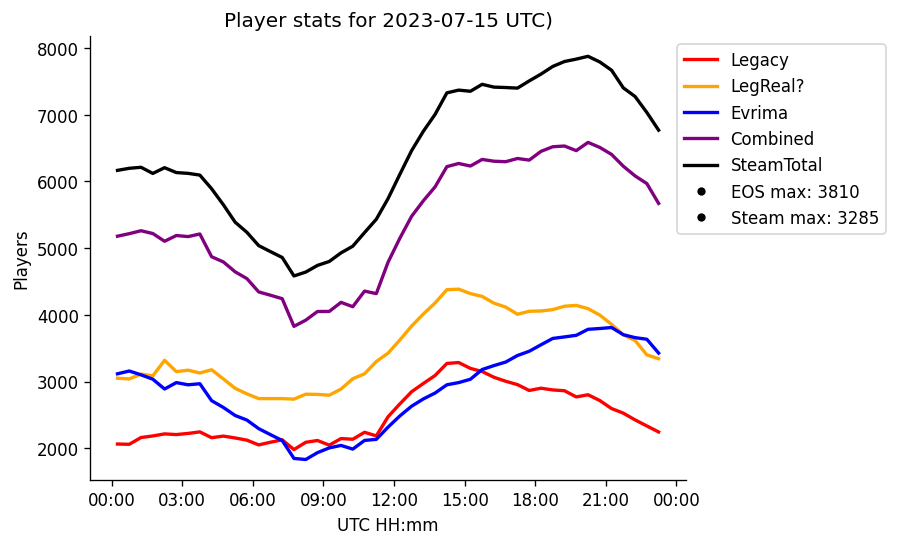 Player stats for 2023-07-15 UTC)
8000
7000
6000
5000
4000
3000
2000
Players
00:00 03:00 06:00 09:00 12:00 15:00 18:00 21:00 00:00
UTC HH:mm
Legacy
LegReal?
Evrima
Combined
SteamTotal
EOS max: 3810
Steam max: 3285